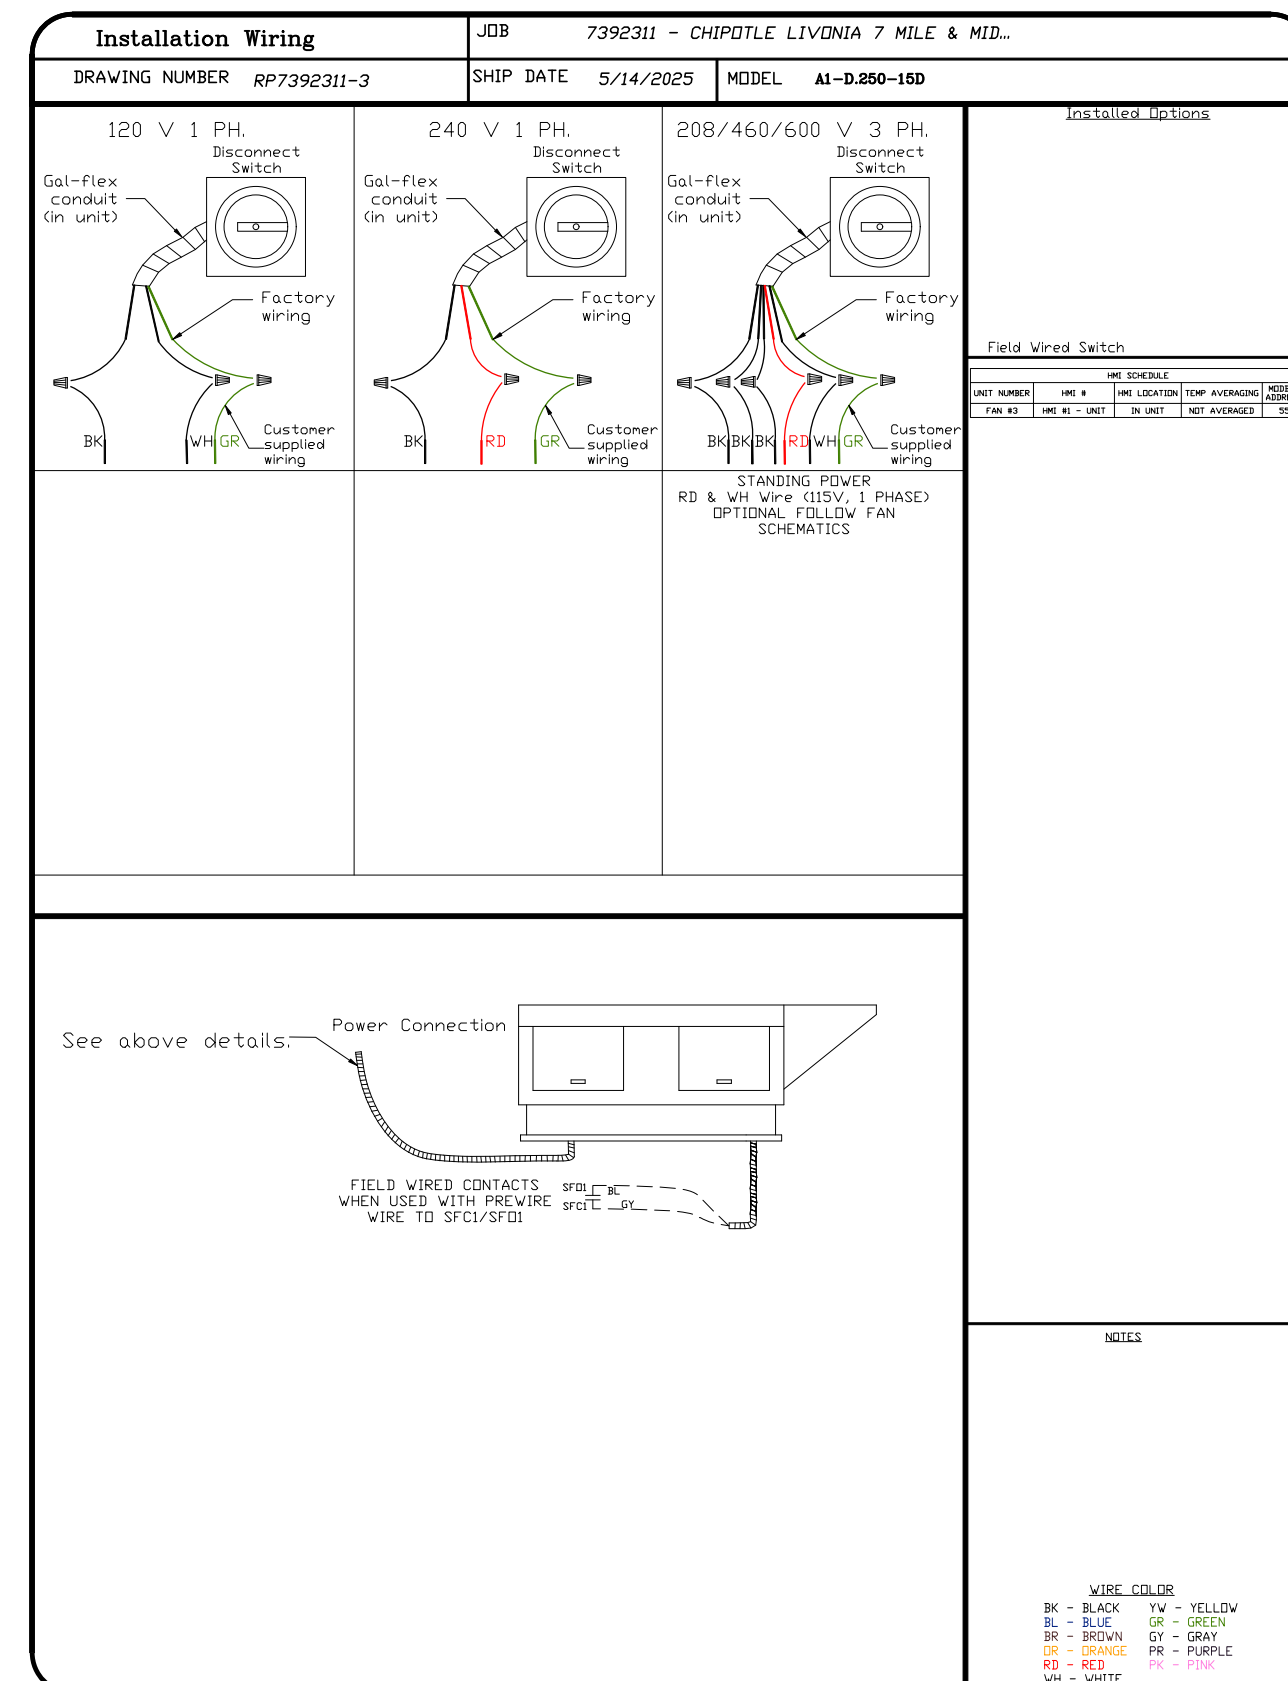 Installation Wiring
JOB 7392311 - CHIPOTLE LIVONIA 7 MILE & MID...
DRAWING NUMBER RP7392311-3
SHIP DATE 5/14/2025
MODEL A1-D.250-15D
120 V 1 PH.
Disconnect
Switch
Gal-flex
conduit
(in unit)
Factory
wiring
BK
WH
GR
Customer
supplied
wiring
240 V 1 PH.
Disconnect
Switch
Gal-flex
conduit
(in unit)
Factory
wiring
BK
RD
GR
Customer
supplied
wiring
208/460/600 V 3 PH.
Disconnect
Switch
Gal-flex
conduit
(in unit)
Factory
wiring
BK
BK
BK
RD
WH
GR
Customer
supplied
wiring
STANDING POWER
RD & WH Wire (115V, 1 PHASE)
OPTIONAL FOLLOW FAN
SCHEMATICS
Installed Options
Field Wired Switch
HMI SCHEDULE
UNIT NUMBER HMI # HMI LOCATION TEMP AVERAGING
FAN #3 HMI #1 - UNIT IN UNIT NOT AVERAGED 55
See above details.
Power Connection
FIELD WIRED CONTACTS
WHEN USED WITH PREWIRE
WIRE TO SFC1/SFO1
SFO1
BL
SFC1
GY
NOTES
WIRE COLOR
BK - BLACK YW - YELLOW
BL - BLUE GR - GREEN
BR - BROWN GY - GRAY
OR - ORANGE PR - PURPLE
RD - RED PK - PINK
WH - WHITE